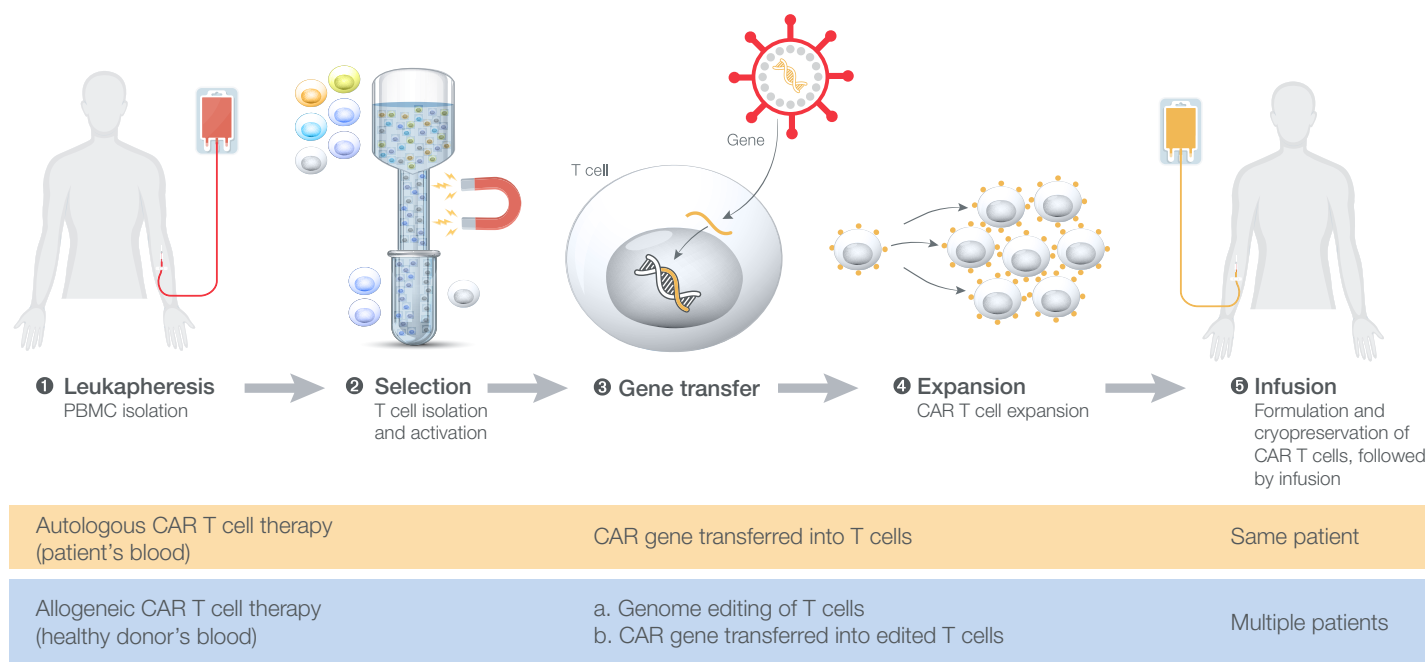 Gene
T cell
❶ Leukapheresis
PBMC isolation
❷ Selection
T cell isolation
and activation
❸ Gene transfer
❹ Expansion
CAR T cell expansion
❺ Infusion
Formulation and
cryopreservation of
CAR T cells, followed
by infusion
Autologous CAR T cell therapy
(patient’s blood)
CAR gene transferred into T cells
Same patient
Allogeneic CAR T cell therapy
(healthy donor’s blood)
a. Genome editing of T cells
b. CAR gene transferred into edited T cells
Multiple patients